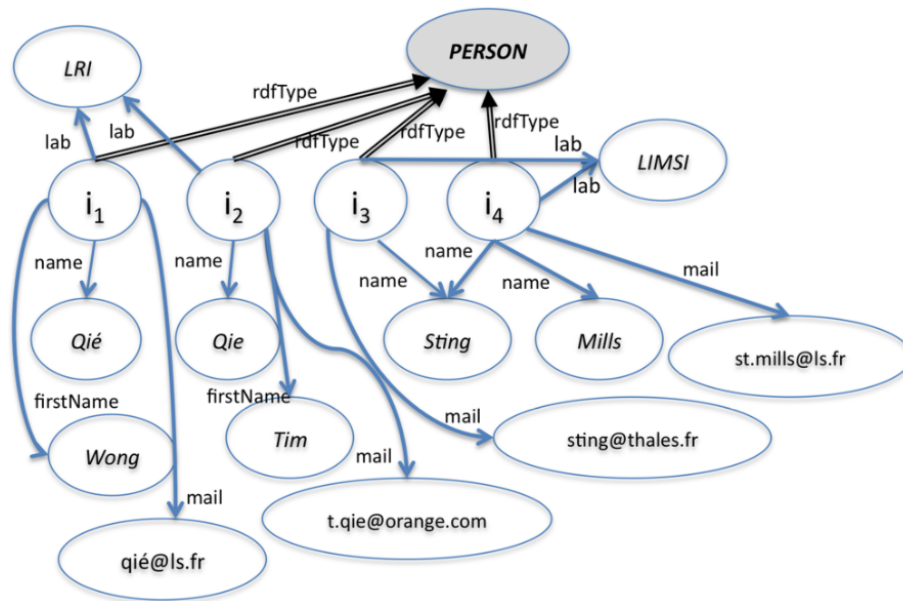 PERSON
LRI
rdfType
lab
lab
rdfType
rdfType
rdfType
lab
LIMSI
lab
i1
i2
i3
i4
name
name
name
name
name
mail
Qié
Qie
Sting
Mills
st.mills@ls.fr
firstName
firstName
Wong
Tim
mail
sting@thales.fr
mail
mail
qié@ls.fr
t.qie@orange.com